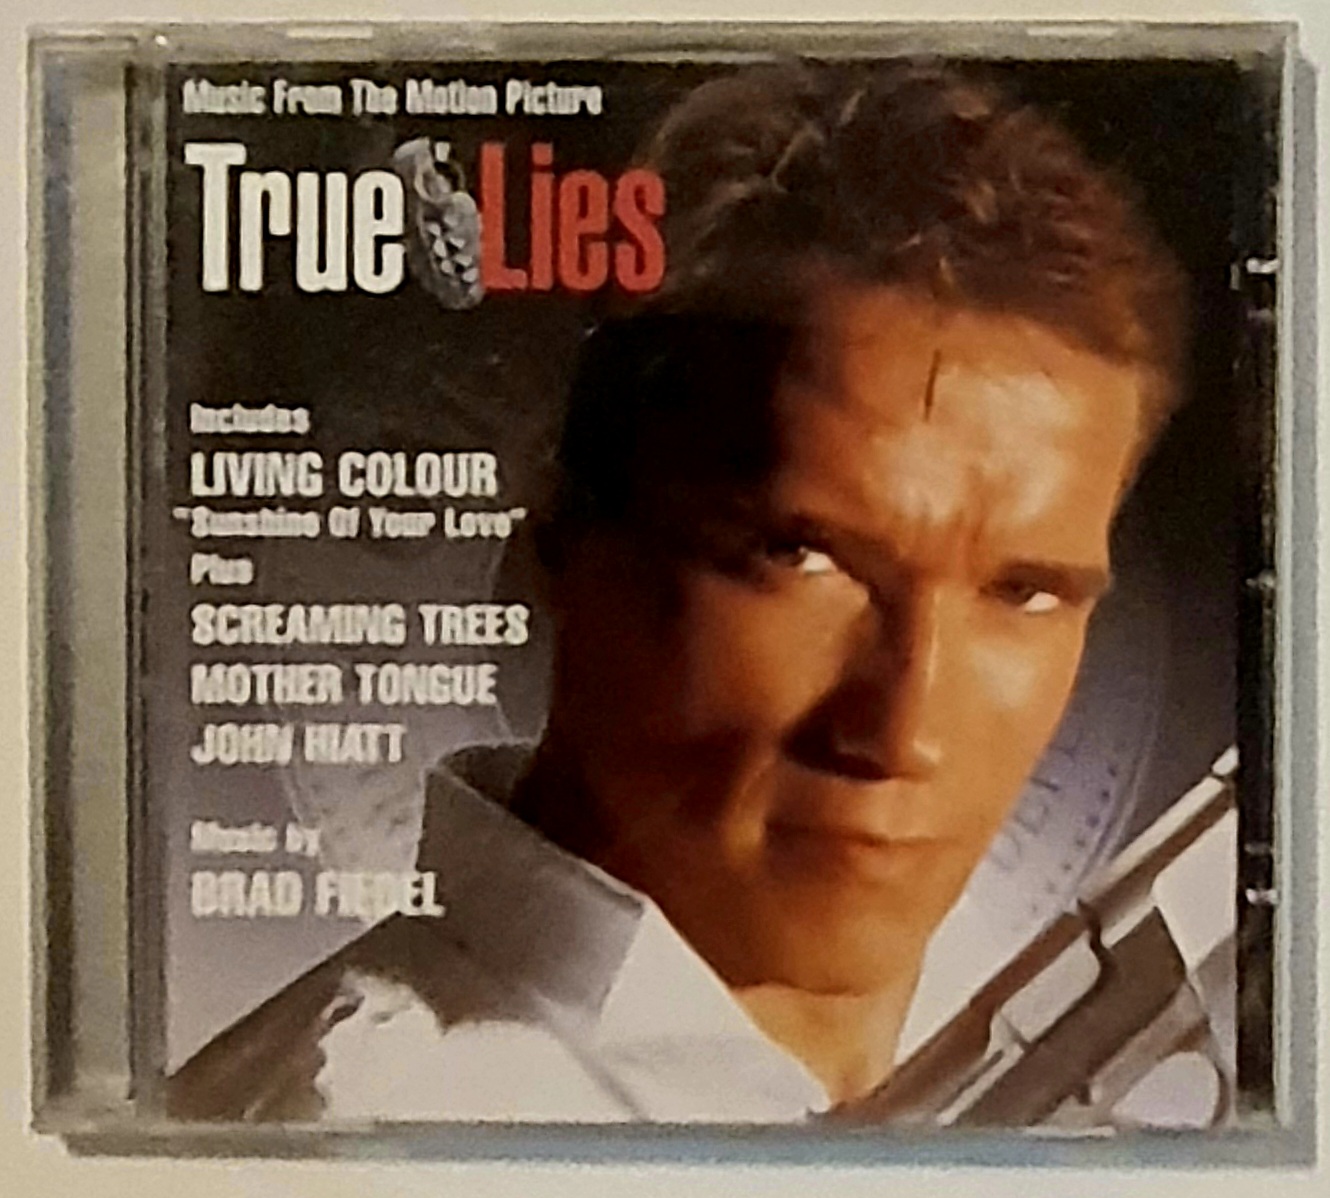 Music From The Motion Picture
True Lies
Includes
LIVING COLOUR
"Sunshine Of Your Love"
Plus
SCREAMING TREES
MOTHER TONGUE
JOHN HIATT
Music by
BRAD FIEDEL